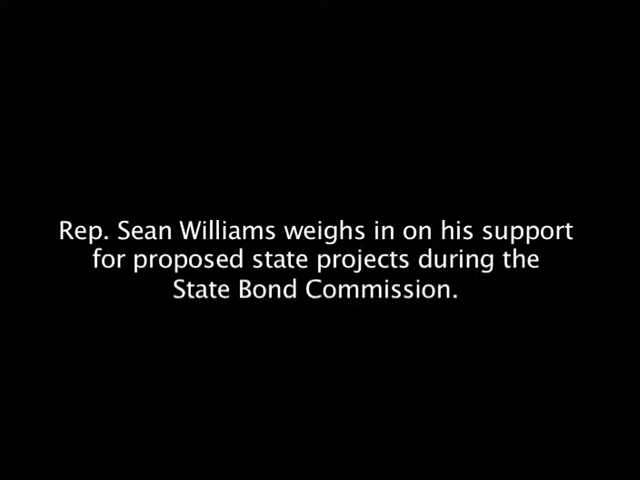 Rep. Sean Williams weighs in on his support
for proposed state projects during the
State Bond Commission.